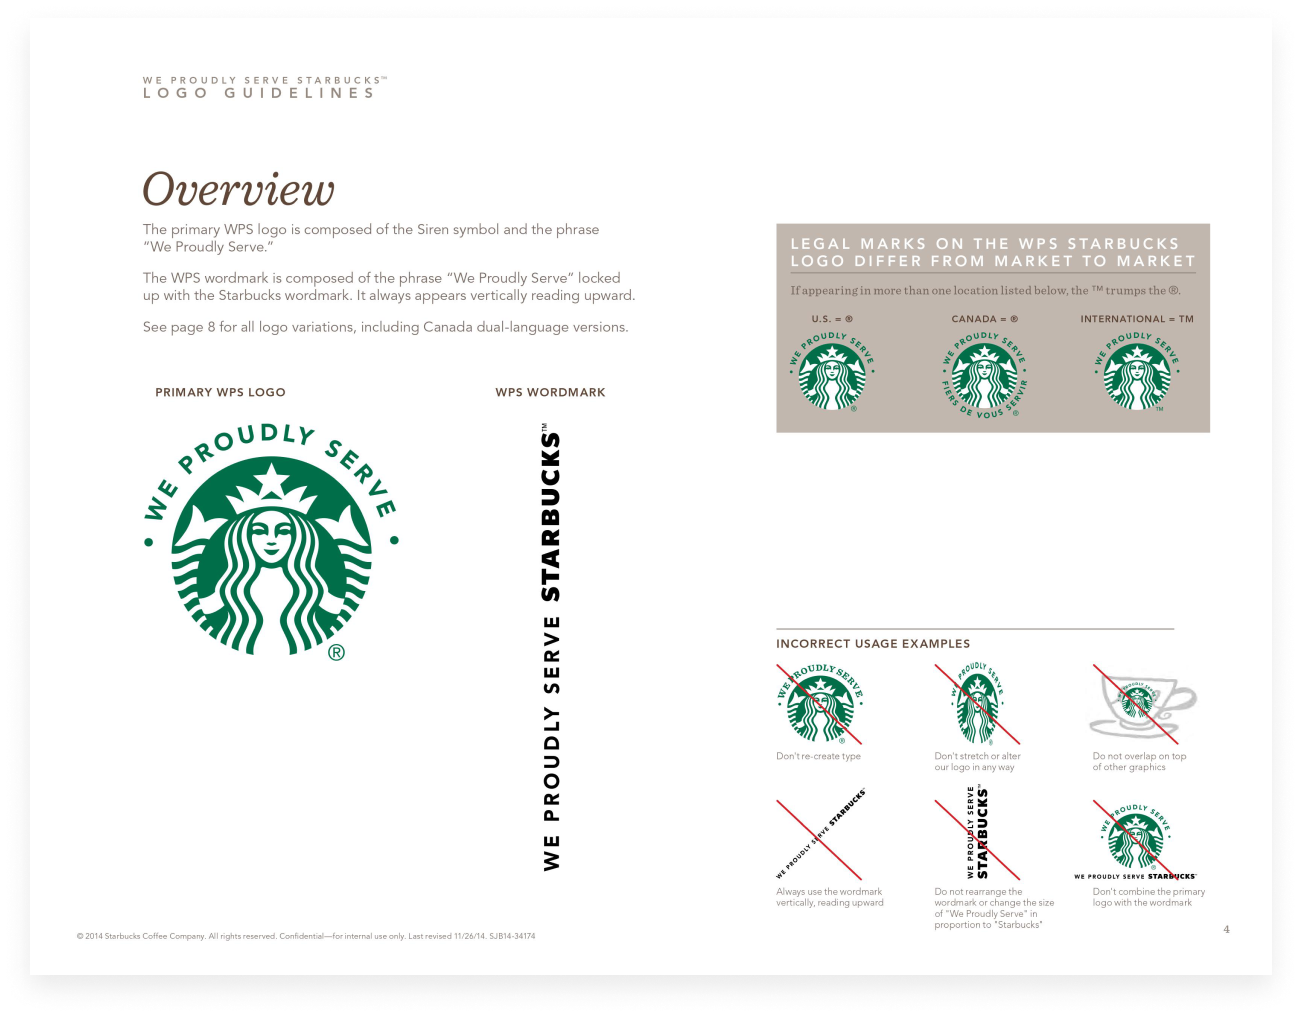 WE PROUDLY SERVE STARBUCKS™
LOGO GUIDELINES
Overview
The primary WPS logo is composed of the Siren symbol and the phrase
“We Proudly Serve.”
The WPS wordmark is composed of the phrase “We Proudly Serve” locked
up with the Starbucks wordmark. It always appears vertically reading upward.
See page 8 for all logo variations, including Canada dual-language versions.
PRIMARY WPS LOGO
• WE PROUDLY SERVE •
®
WPS WORDMARK
WE PROUDLY SERVE STARBUCKS™
LEGAL MARKS ON THE WPS STARBUCKS
LOGO DIFFER FROM MARKET TO MARKET
If appearing in more than one location listed below, the ™ trumps the ®.
U.S. = ®
• WE PROUDLY SERVE •
®
CANADA = ®
• WE PROUDLY SERVE •
FIERS DE VOUS SERVIR
®
INTERNATIONAL = TM
• WE PROUDLY SERVE •
TM
INCORRECT USAGE EXAMPLES
• WE PROUDLY SERVE •
®
Don't re-create type
• WE PROUDLY SERVE •
®
Don't stretch or alter
our logo in any way
WE PROUDLY SERVE
Do not overlap on top
of other graphics
WE PROUDLY SERVE STARBUCKS™
Always use the wordmark
vertically, reading upward
WE PROUDLY SERVE
STARBUCKS™
Do not rearrange the
wordmark or change the size
of "We Proudly Serve" in
proportion to "Starbucks"
• WE PROUDLY SERVE •
®
WE PROUDLY SERVE STARBUCKS™
Don't combine the primary
logo with the wordmark
© 2014 Starbucks Coffee Company. All rights reserved. Confidential—for internal use only. Last revised 11/26/14. SJB14-34174
4